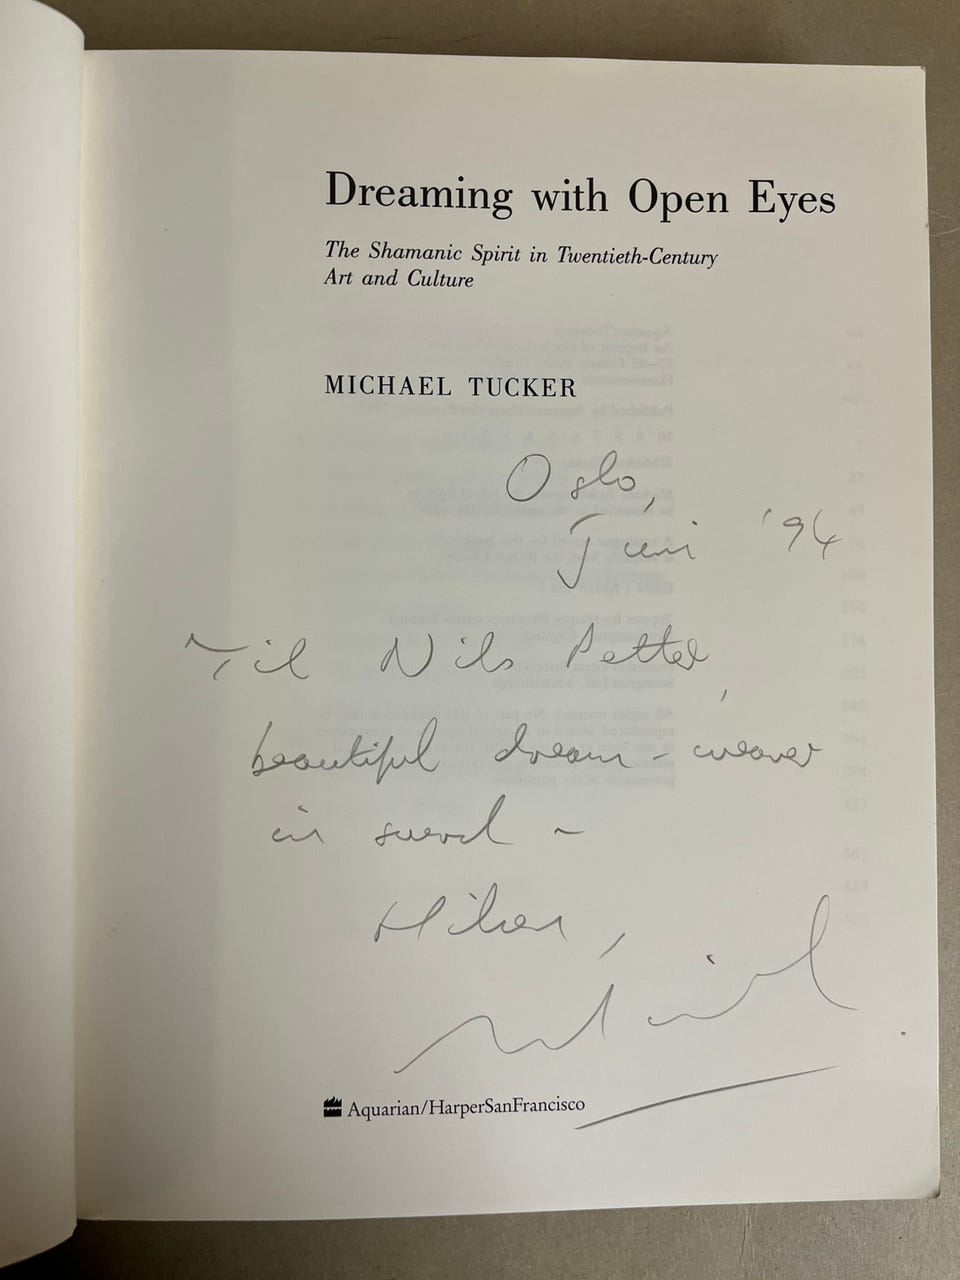 Dreaming with Open Eyes
The Shamanic Spirit in Twentieth-Century
Art and Culture
MICHAEL TUCKER
Oslo,
Juni '94
Til Nils Petter,
beautiful dream-weaver
in sound –
Hilsen,
Michael
Aquarian/HarperSanFrancisco